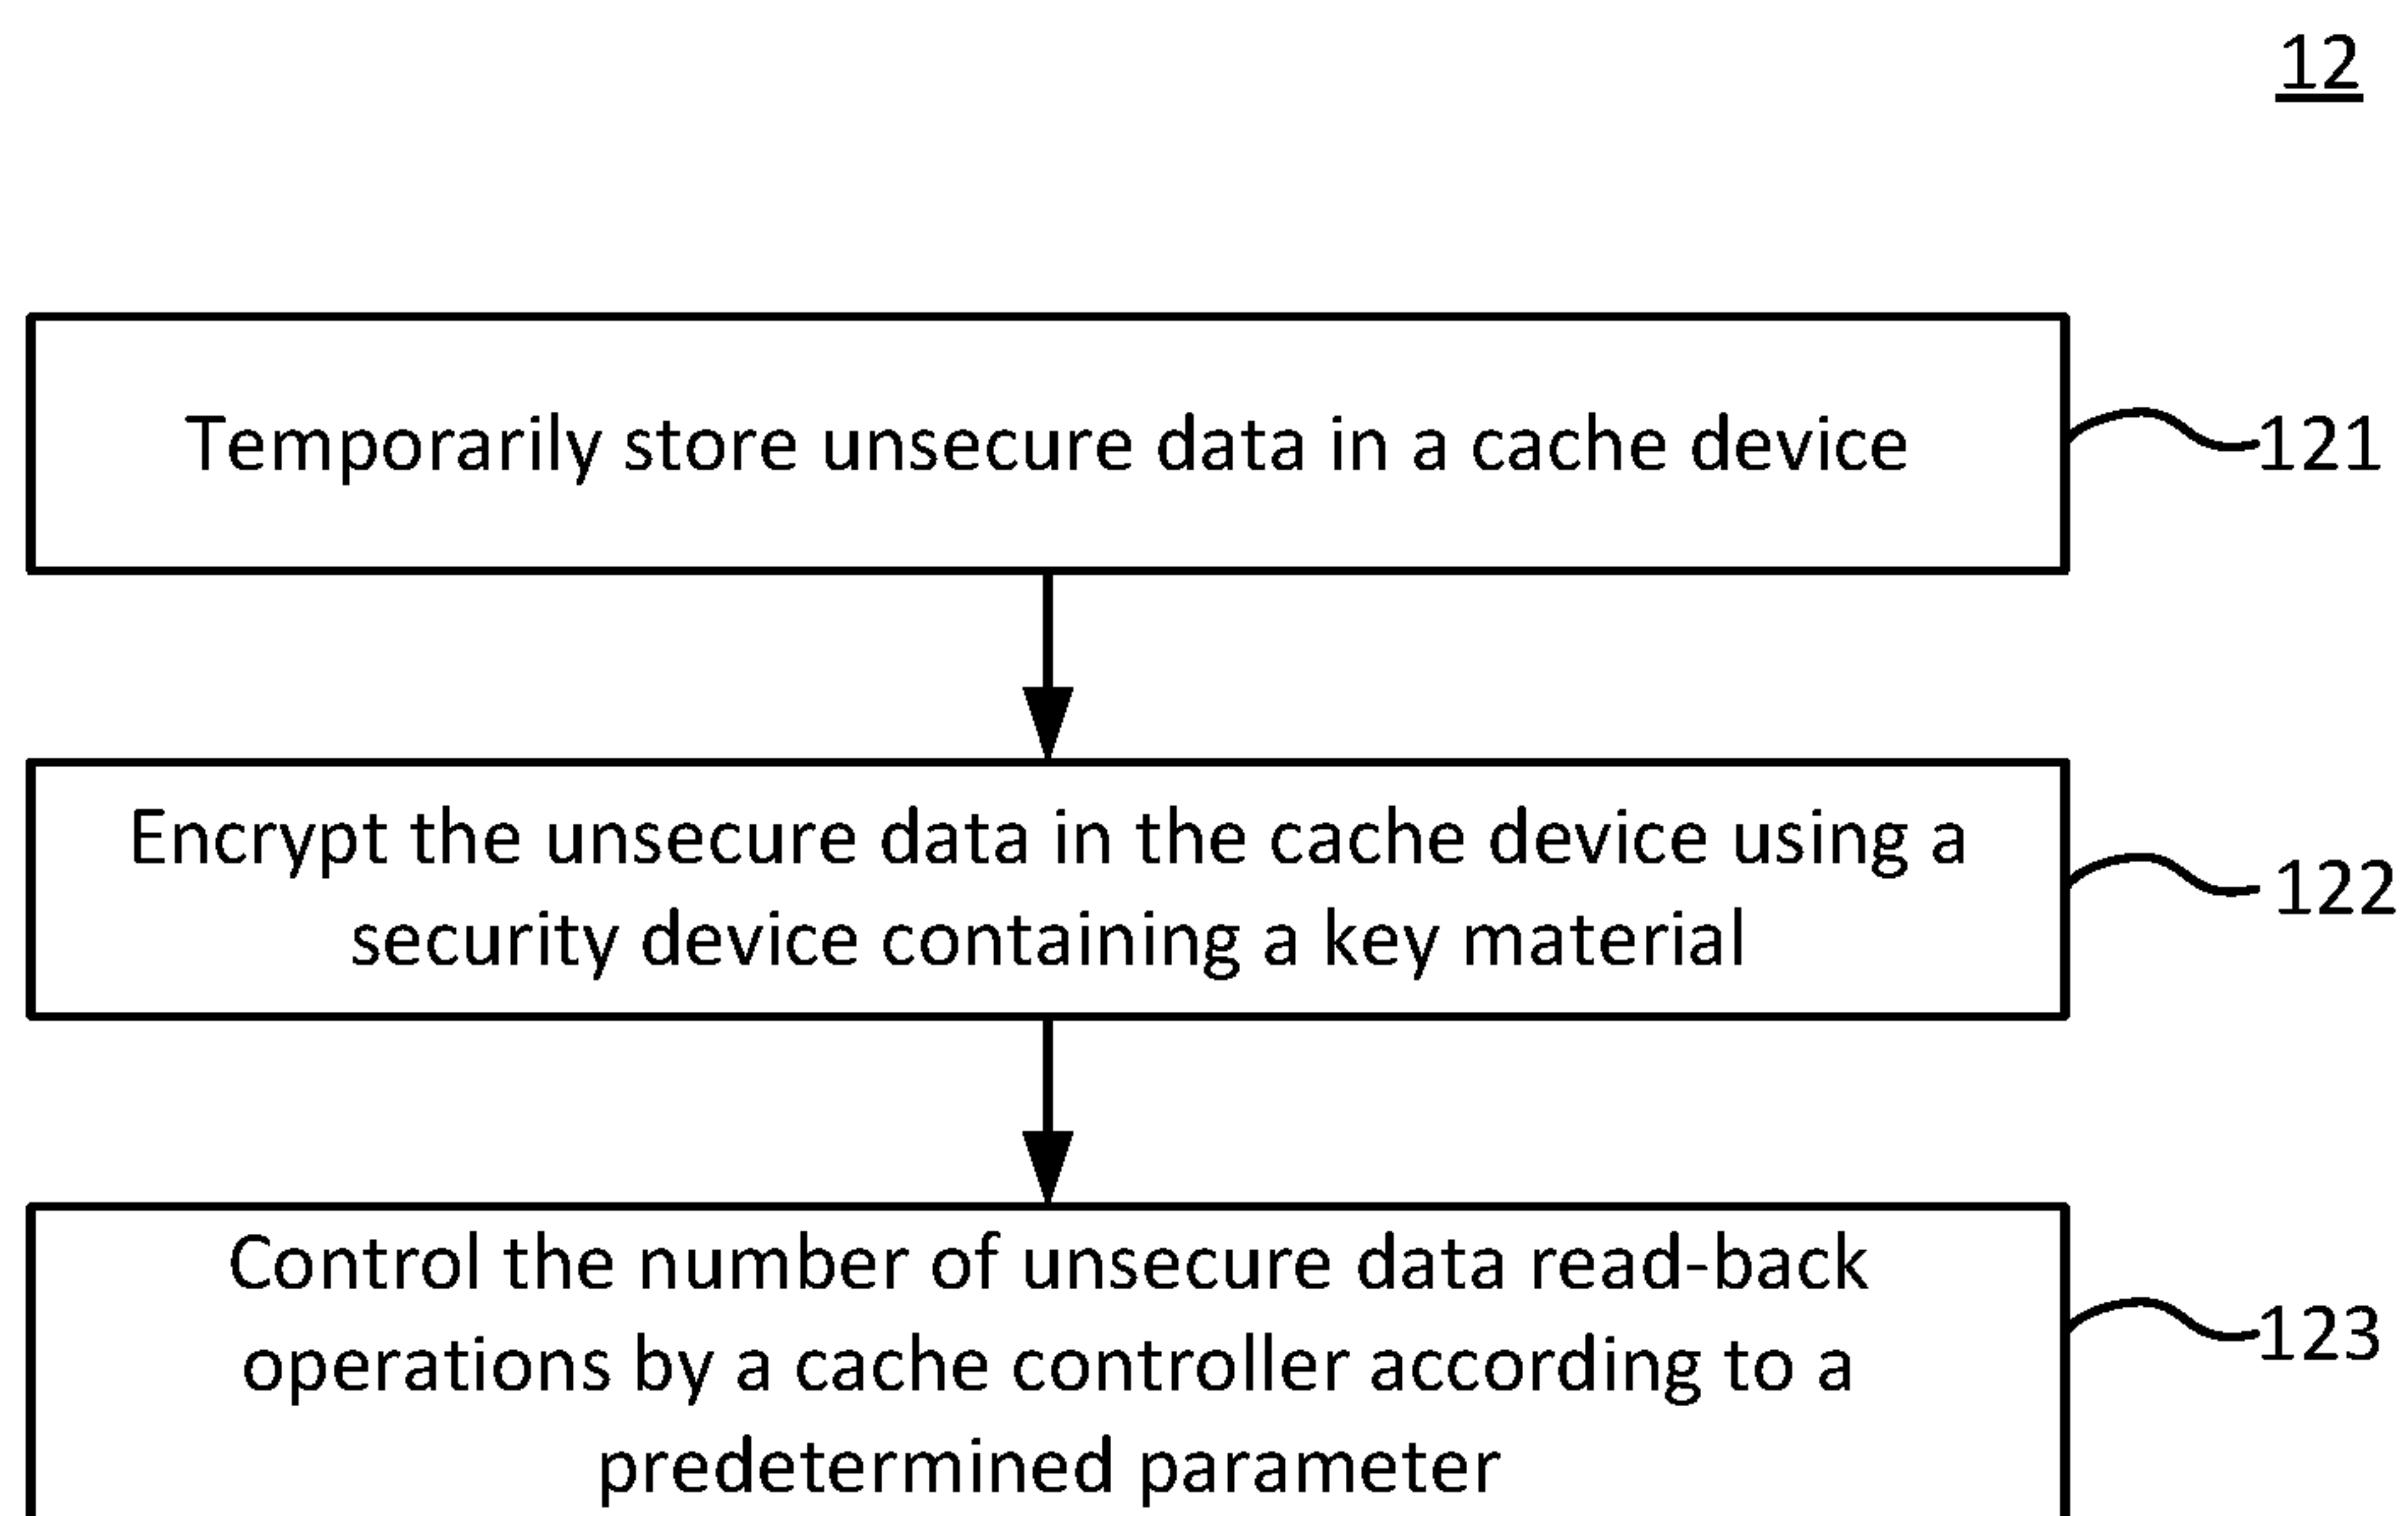 12
Temporarily store unsecure data in a cache device
121
Encrypt the unsecure data in the cache device using a
security device containing a key material
122
Control the number of unsecure data read-back
operations by a cache controller according to a
predetermined parameter
123